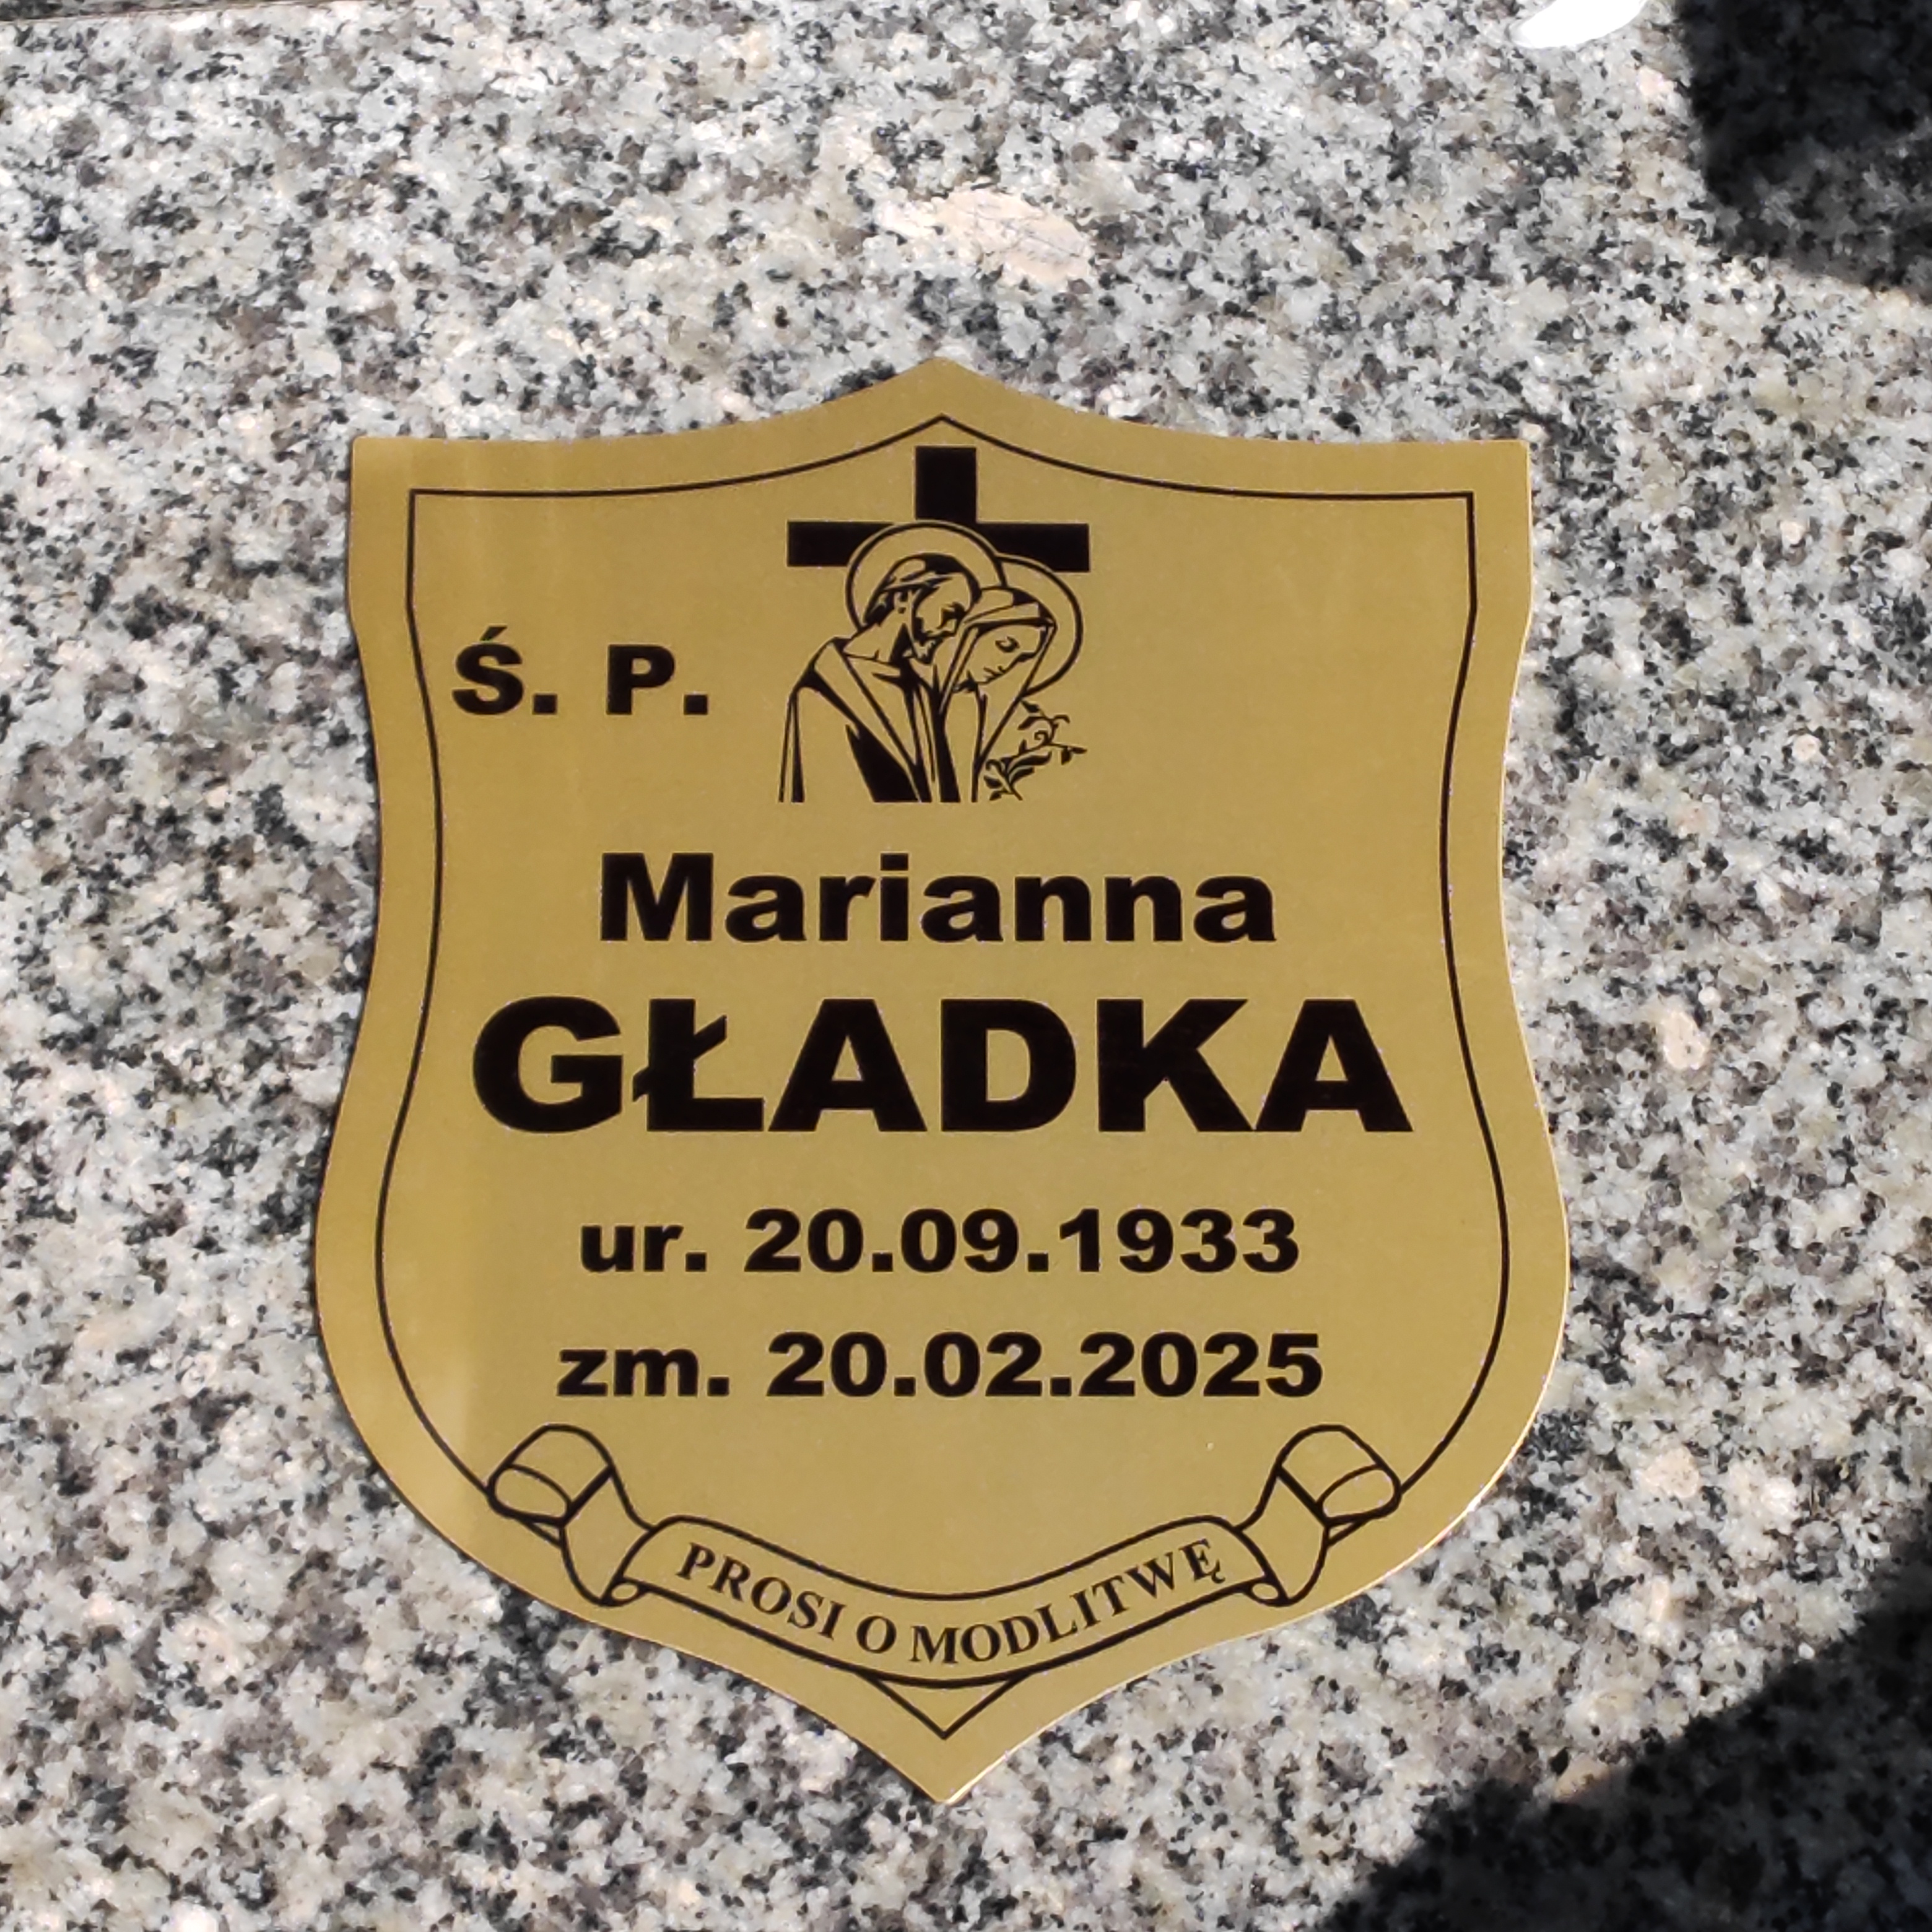 Ś. P.
Marianna
GŁADKA
ur. 20.09.1933
zm. 20.02.2025
PROSI O MODLITWĘ